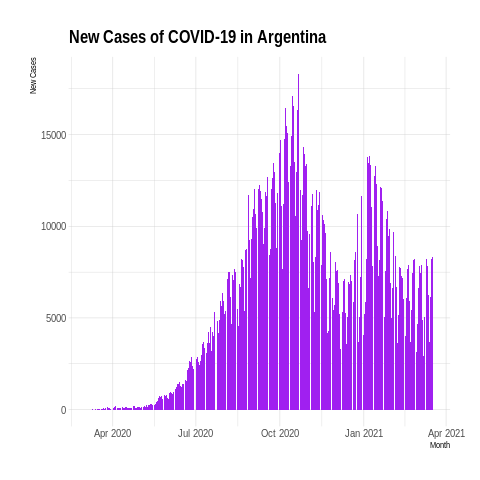 New Cases of COVID-19 in Argentina
New Cases
15000
10000
5000
0
Apr 2020 Jul 2020 Oct 2020 Jan 2021 Apr 2021
Month